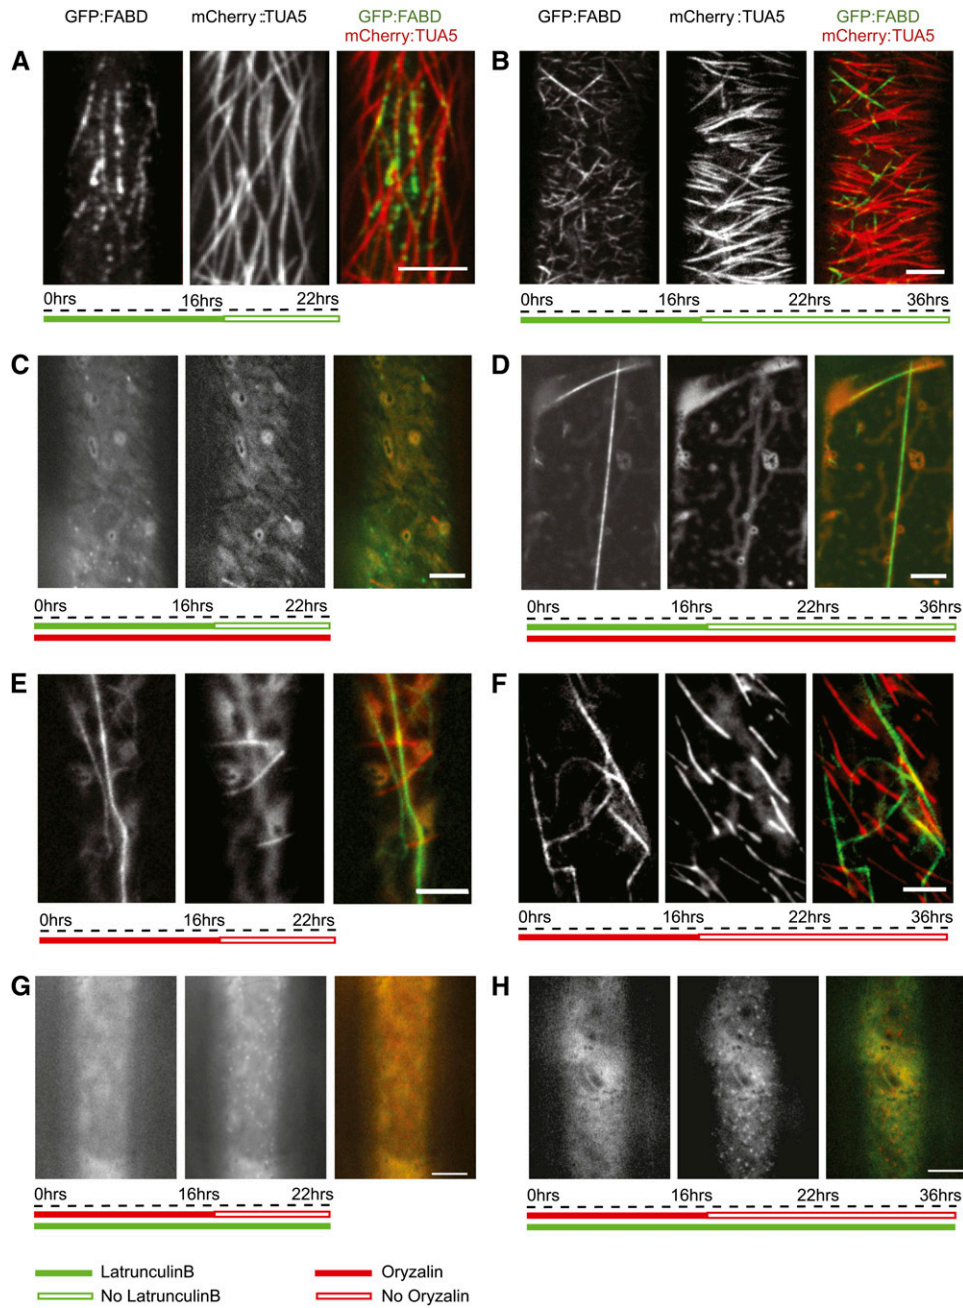 GFP:FABD mCherry::TUA5 GFP:FABD
mCherry:TUA5
GFP:FABD mCherry:TUA5 GFP:FABD
mCherry:TUA5
A
0hrs 16hrs 22hrs
B
0hrs 22hrs 36hrs
C
0hrs 16hrs 22hrs
D
0hrs 16hrs 22hrs 36hrs
E
0hrs 16hrs 22hrs
F
0hrs 16hrs 22hrs 36hrs
G
0hrs 16hrs 22hrs
H
0hrs 16hrs 22hrs 36hrs
LatrunculinB Oryzalin
No LatrunculinB No Oryzalin